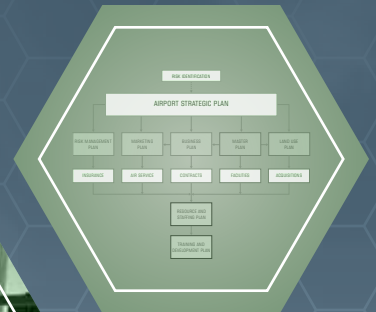 RISK IDENTIFICATION
AIRPORT STRATEGIC PLAN
RISK MANAGEMENT
PLAN
MARKETING
PLAN
BUSINESS
PLAN
MASTER
PLAN
LAND USE
PLAN
INSURANCE
AIR SERVICE
CONTRACTS
FACILITIES
ACQUISITIONS
RESOURCE AND
STAFFING PLAN
TRAINING AND
DEVELOPMENT PLAN